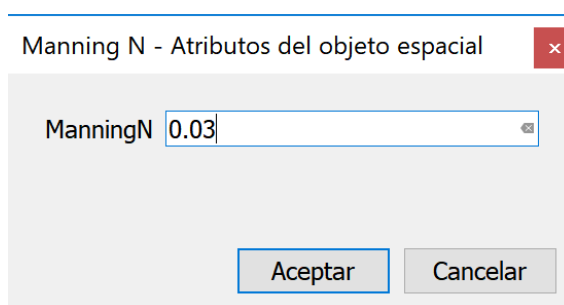 Manning N - Atributos del objeto espacial
ManningN 0.03
Aceptar Cancelar